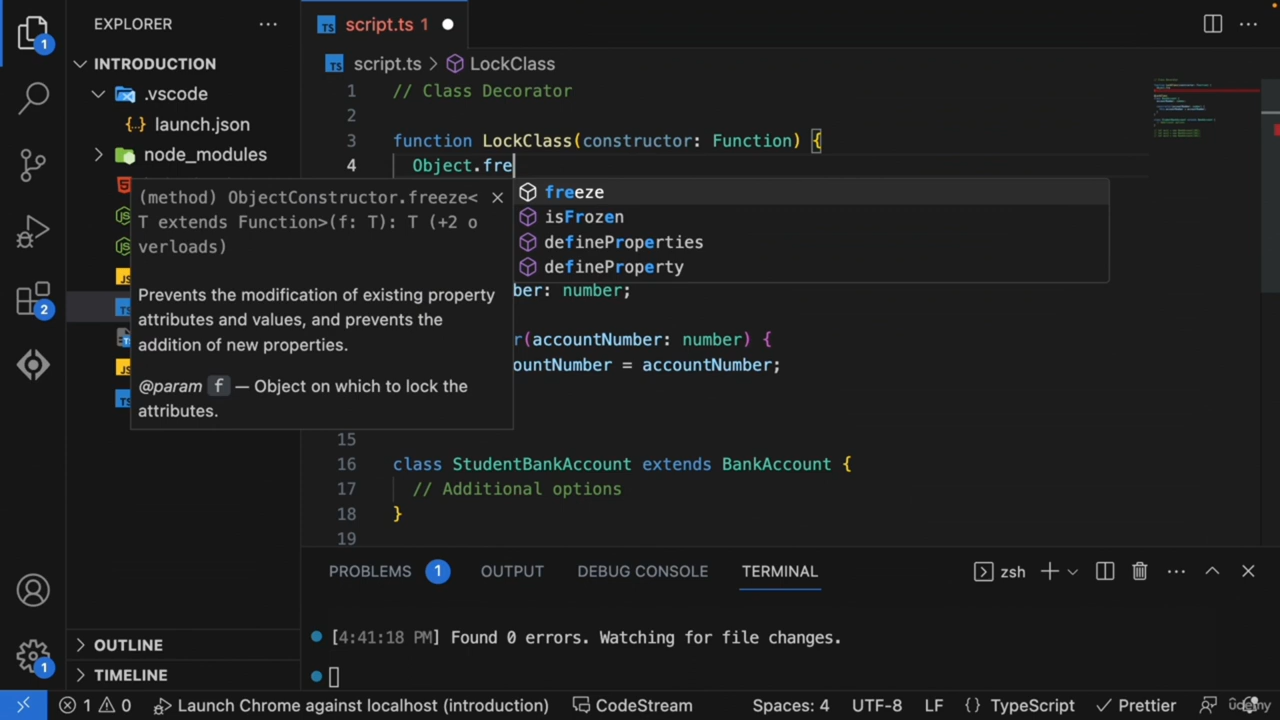 EXPLORER
INTRODUCTION
.vscode
launch.json
node_modules
OUTLINE
TIMELINE
1
2
1
script.ts 1
script.ts > LockClass
1 // Class Decorator
2
3 function LockClass(constructor: Function) {
4 Object.fre
freeze
isFrozen
defineProperties
defineProperty
(method) ObjectConstructor.freeze<
T extends Function>(f: T): T (+2 o
verloads)
Prevents the modification of existing property
attributes and values, and prevents the
addition of new properties.
@param f — Object on which to lock the
attributes.
ber: number;
r(accountNumber: number) {
ountNumber = accountNumber;
15
16 class StudentBankAccount extends BankAccount {
17 // Additional options
18 }
19
PROBLEMS 1 OUTPUT DEBUG CONSOLE TERMINAL zsh
[4:41:18 PM] Found 0 errors. Watching for file changes.
1 0 Launch Chrome against localhost (introduction) CodeStream Spaces: 4 UTF-8 LF {} TypeScript Prettier
udemy